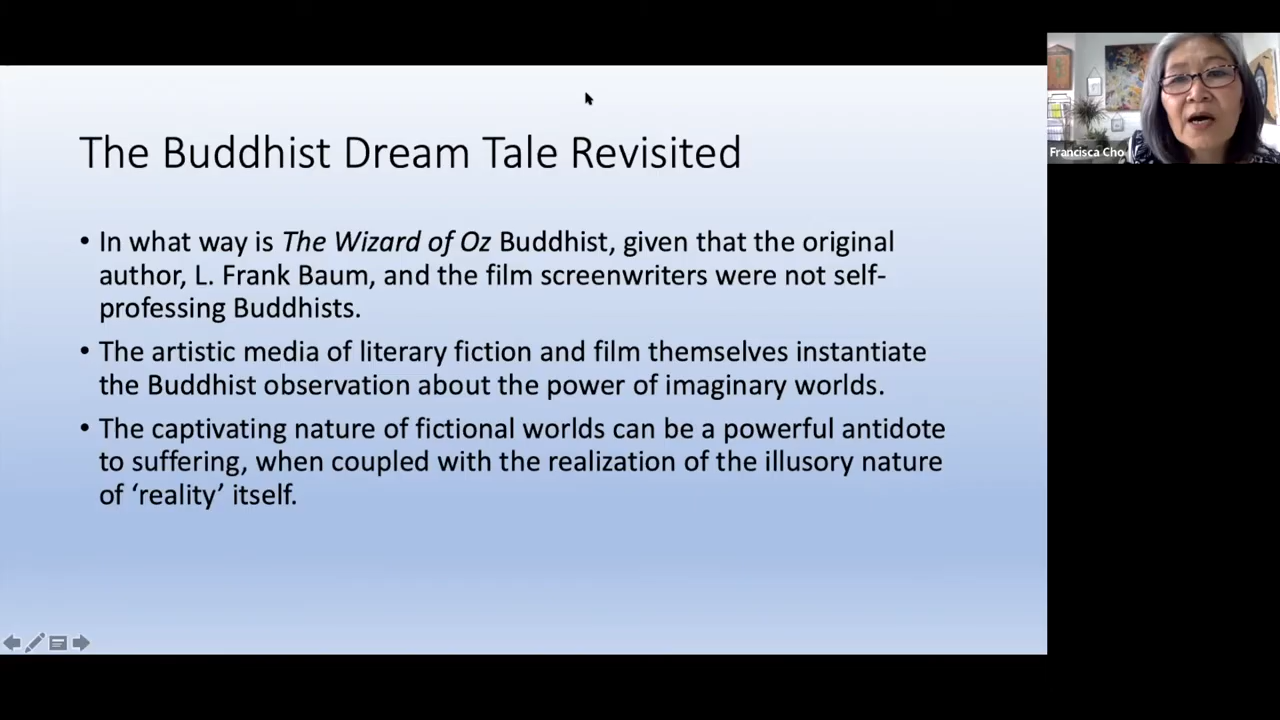 The Buddhist Dream Tale Revisited
• In what way is The Wizard of Oz Buddhist, given that the original
author, L. Frank Baum, and the film screenwriters were not self-
professing Buddhists.
• The artistic media of literary fiction and film themselves instantiate
the Buddhist observation about the power of imaginary worlds.
• The captivating nature of fictional worlds can be a powerful antidote
to suffering, when coupled with the realization of the illusory nature
of ‘reality’ itself.
Francisca Cho